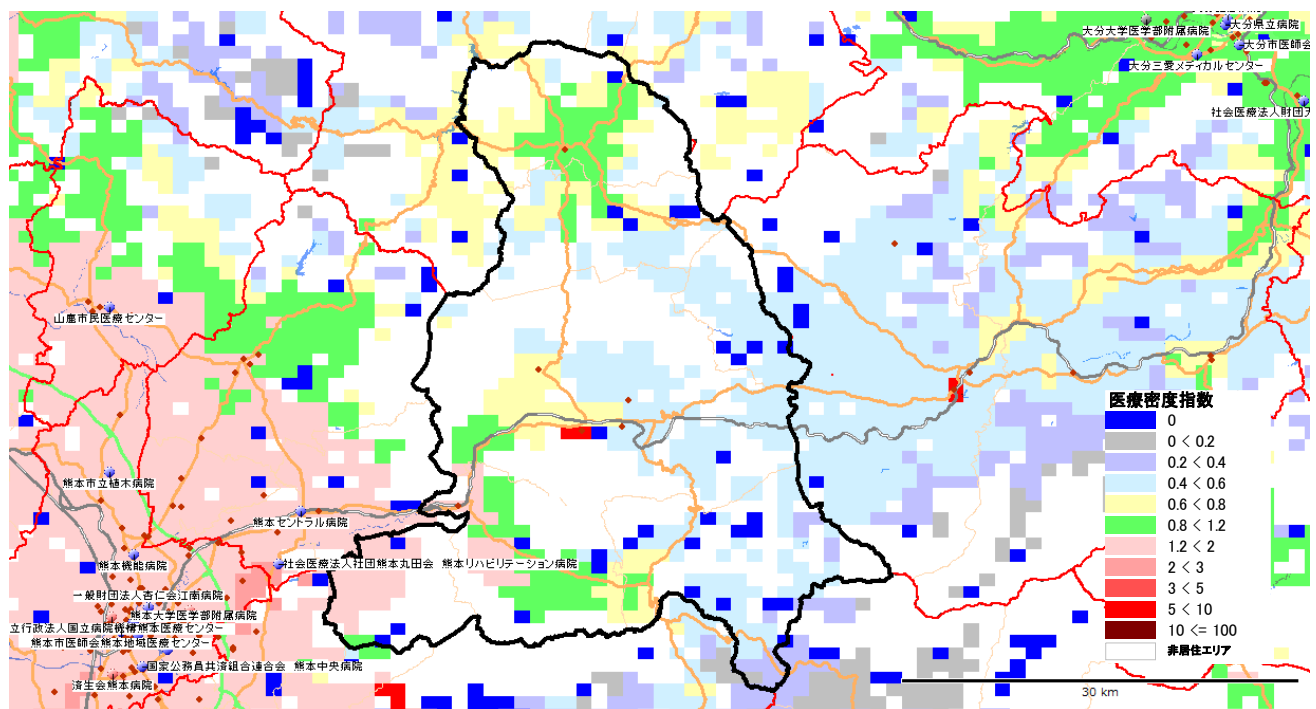 大分県立病院
大分大学医学部附属病院
大分市医師会
大分三愛メディカルセンター
社会医療法人財団
山鹿市民医療センター
医療密度指数
0
0 < 0.2
0.2 < 0.4
0.4 < 0.6
0.6 < 0.8
0.8 < 1.2
1.2 < 2
2 < 3
3 < 5
5 < 10
10 <= 100
非居住エリア
熊本市立植木病院
熊本セントラル病院
熊本機能病院
社会医療法人社団熊本丸田会 熊本リハビリテーション病院
一般財団法人杏仁会江南病院
熊本大学医学部附属病院
立行政法人国立病院機構熊本医療センター
熊本市医師会熊本地域医療センター
国家公務員共済組合連合会 熊本中央病院
済生会熊本病院
30 km